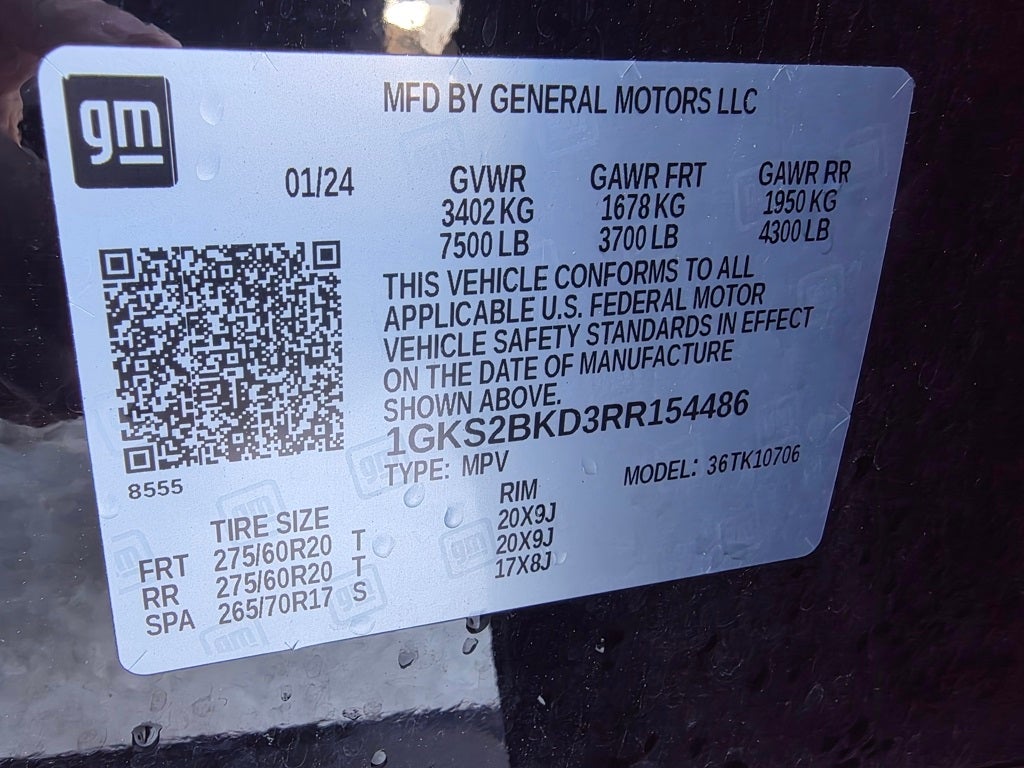 gm
MFD BY GENERAL MOTORS LLC
01/24 GVWR GAWR FRT GAWR RR
3402 KG 1678 KG 1950 KG
7500 LB 3700 LB 4300 LB
THIS VEHICLE CONFORMS TO ALL
APPLICABLE U.S. FEDERAL MOTOR
VEHICLE SAFETY STANDARDS IN EFFECT
ON THE DATE OF MANUFACTURE
SHOWN ABOVE.
1GKS2BKD3RR154486
TYPE: MPV MODEL: 36TK10706
8555
TIRE SIZE RIM
FRT 275/60R20 T 20X9J
RR 275/60R20 T 20X9J
SPA 265/70R17 S 17X8J